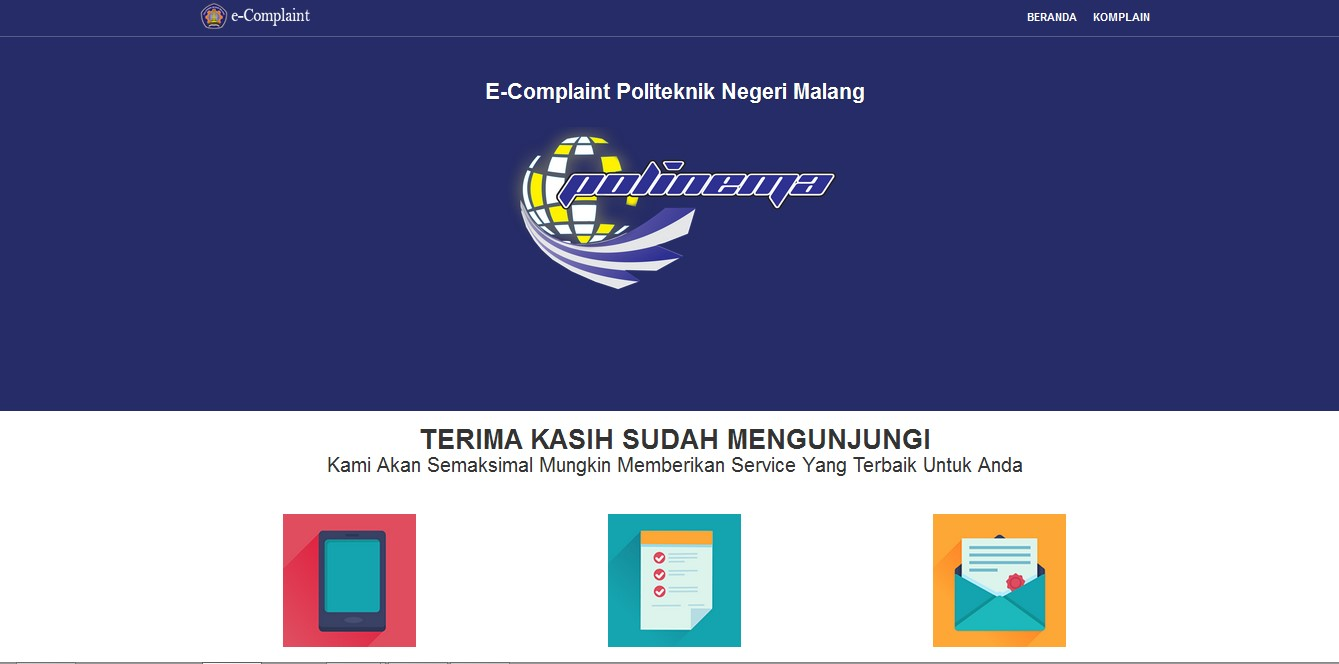 e-Complaint
BERANDA KOMPLAIN
E-Complaint Politeknik Negeri Malang
polinema
TERIMA KASIH SUDAH MENGUNJUNGI
Kami Akan Semaksimal Mungkin Memberikan Service Yang Terbaik Untuk Anda